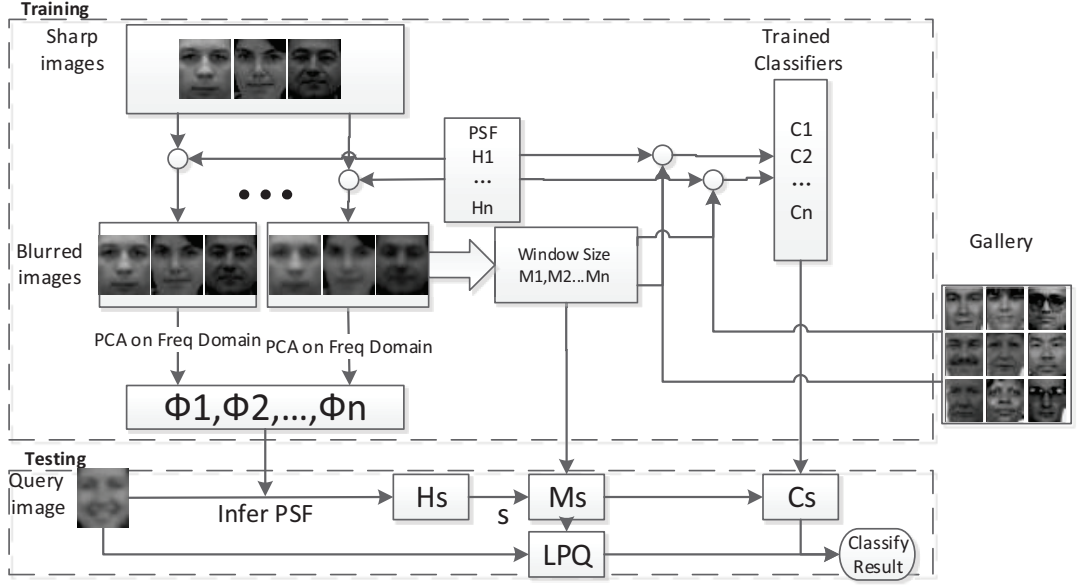 Training
Sharp
images
Trained
Classifiers
PSF
H1
...
Hn
C1
C2
...
Cn
• • •
Blurred
images
Window Size
M1,M2...Mn
Gallery
PCA on Freq Domain
PCA on Freq Domain
Φ1,Φ2,...,Φn
Testing
Query
image
Infer PSF
Hs
s
Ms
Cs
LPQ
Classify
Result